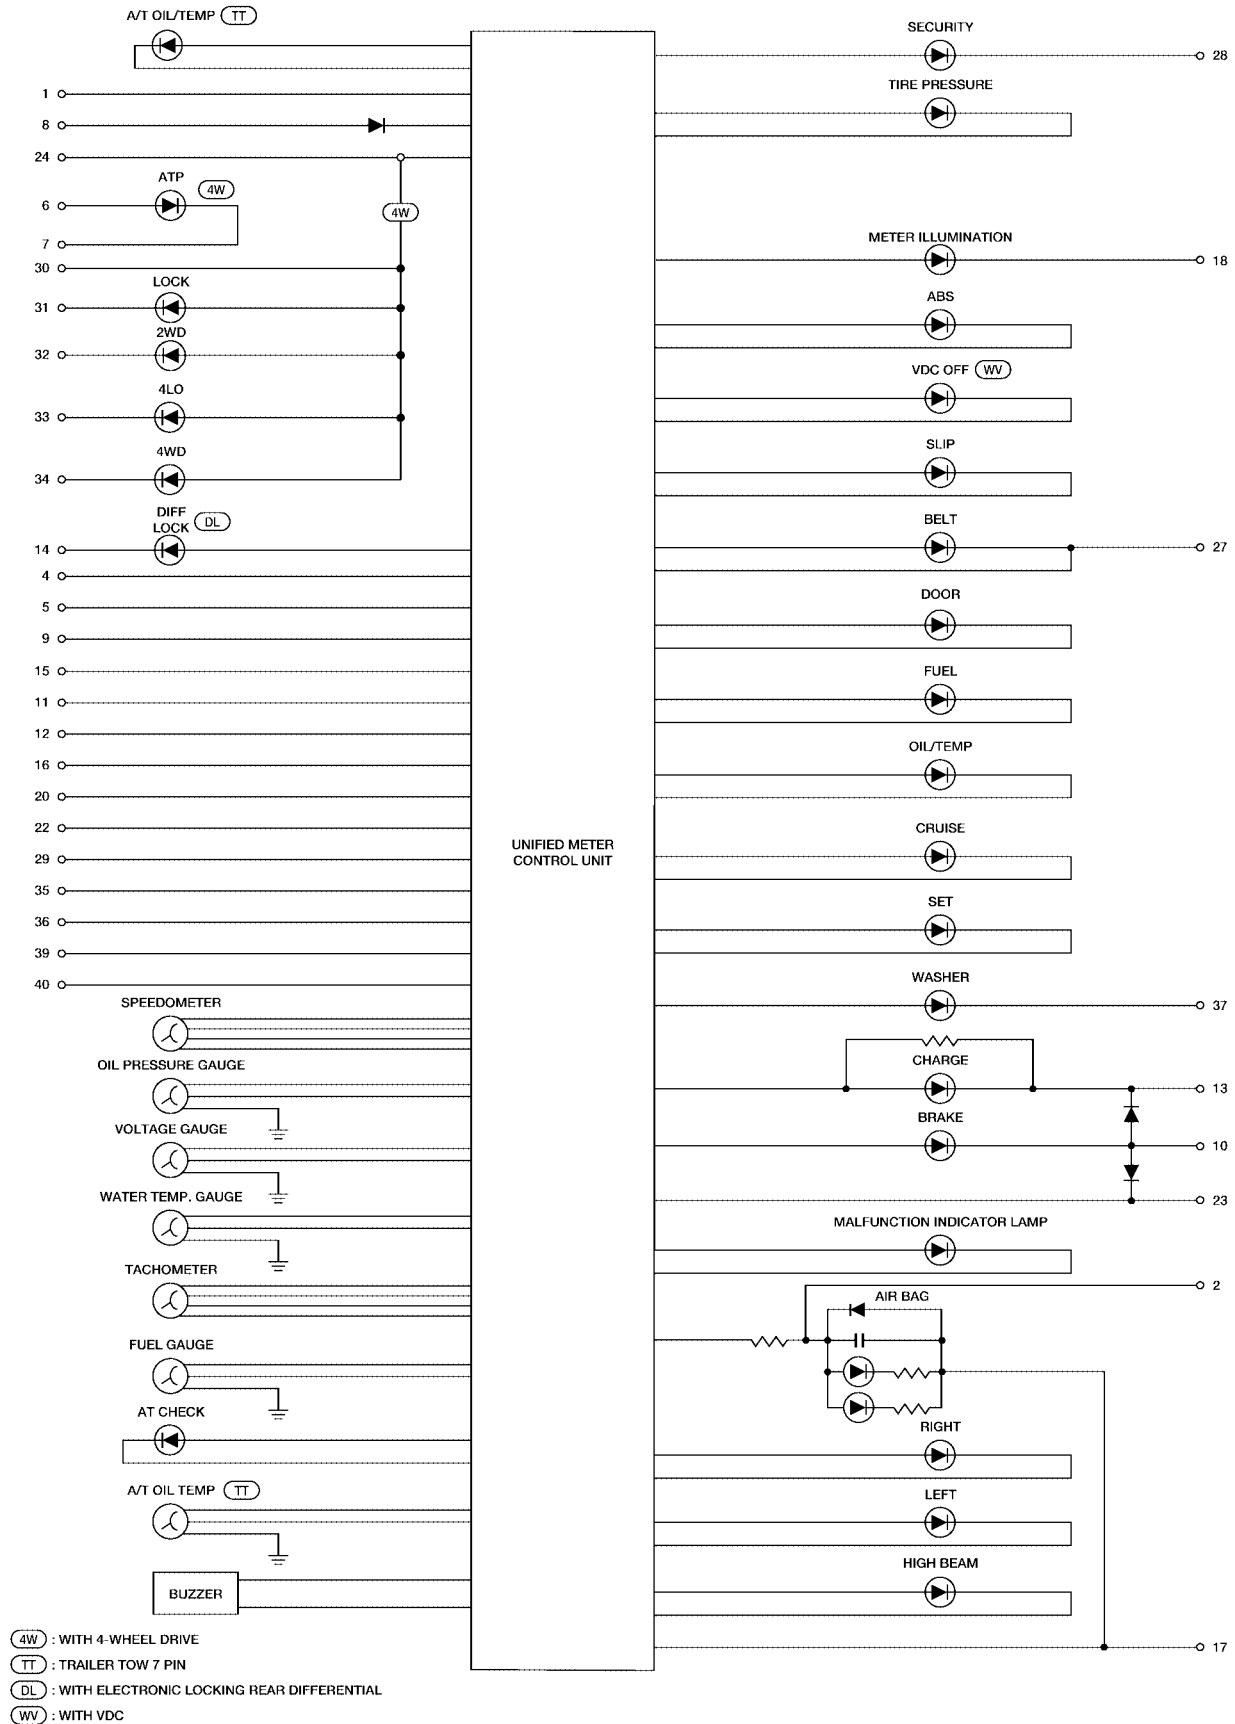 A/T OIL/TEMP TT
1
8
24
ATP 4W
6
4W
7
30
LOCK
31
2WD
32
4LO
33
4WD
34
DIFF
LOCK DL
14
4
5
9
15
11
12
16
20
22
29
35
36
39
40
SPEEDOMETER
OIL PRESSURE GAUGE
VOLTAGE GAUGE
WATER TEMP. GAUGE
TACHOMETER
FUEL GAUGE
AT CHECK
A/T OIL TEMP TT
BUZZER
UNIFIED METER
CONTROL UNIT
SECURITY
28
TIRE PRESSURE
METER ILLUMINATION
18
ABS
VDC OFF WV
SLIP
BELT
27
DOOR
FUEL
OIL/TEMP
CRUISE
SET
WASHER
37
CHARGE
13
BRAKE
10
23
MALFUNCTION INDICATOR LAMP
2
AIR BAG
RIGHT
LEFT
HIGH BEAM
17
4W : WITH 4-WHEEL DRIVE
TT : TRAILER TOW 7 PIN
DL : WITH ELECTRONIC LOCKING REAR DIFFERENTIAL
WV : WITH VDC